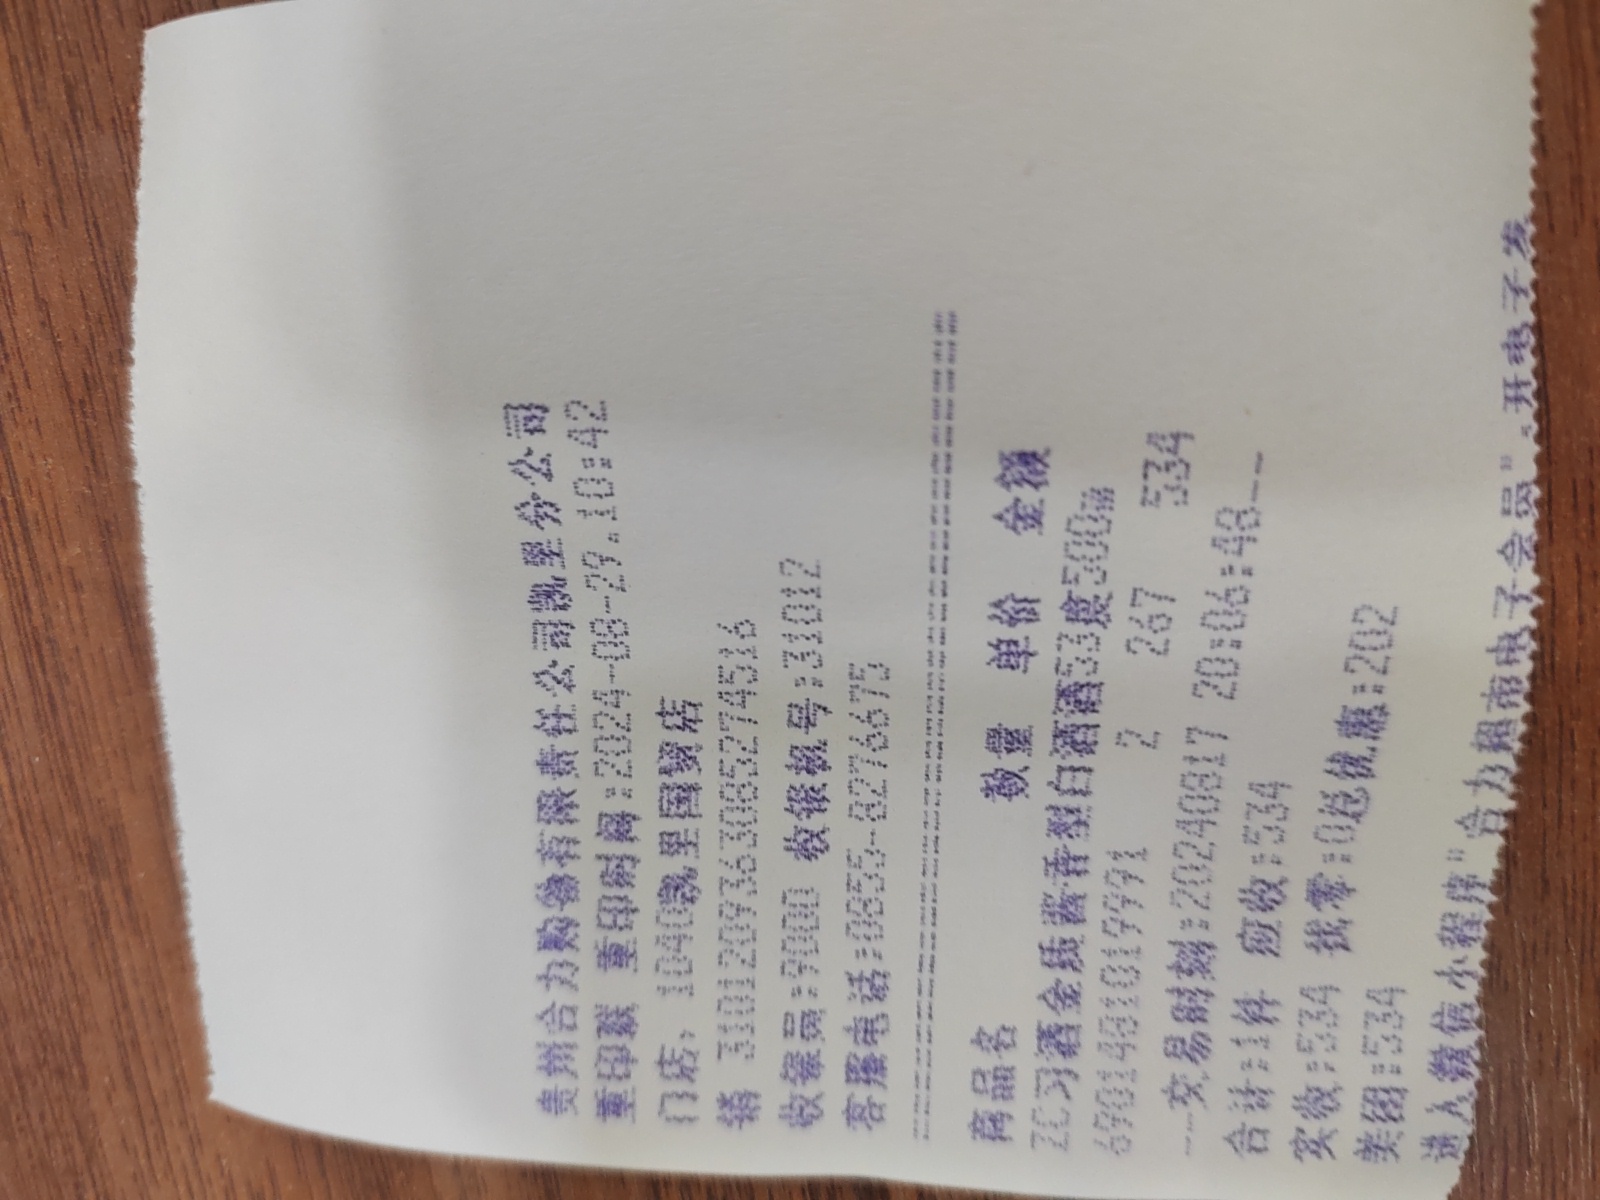 贵州合力购物有限责任公司凯里分公司
重印联 重印时间:2024-08-29.10:42
门店: 1040凯里国贸店
销 3101209363085274516
收银员:9000 收银机号:31012
客服电话:0855-8276675
商品名 数量 单价 金额
ZC习酒金质酱香型白酒53度500ml
6901481019991 2 267 534
--交易时刻:20240817 20:06:48---
合计:1件 应收:534
实收:534 找零:0总优惠:202
美团:534
进入微信小程序"合力超市电子会员",开电子发